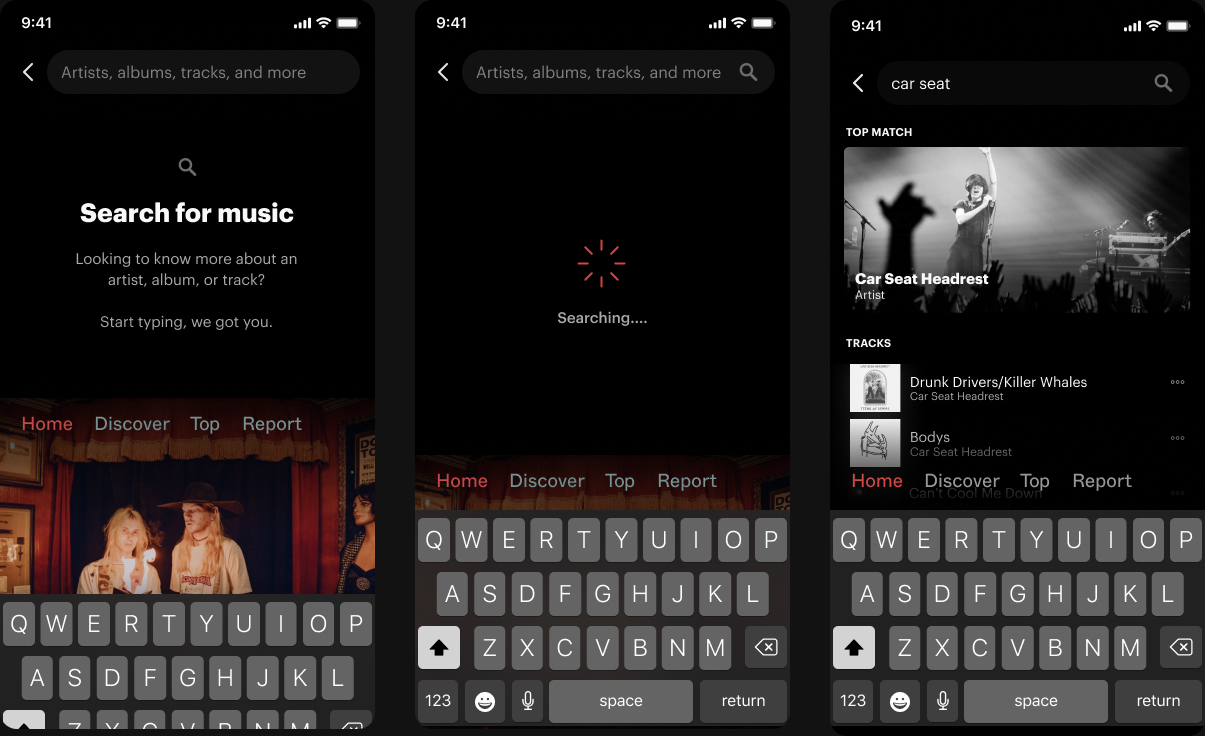 9:41
Artists, albums, tracks, and more
Search for music
Looking to know more about an
artist, album, or track?
Start typing, we got you.
Home Discover Top Report
Q W E R T Y U I O P
A S D F G H J K L
Z X C V B N M
9:41
Artists, albums, tracks, and more
Searching....
Home Discover Top Report
Q W E R T Y U I O P
A S D F G H J K L
Z X C V B N M
123 space return
9:41
car seat
TOP MATCH
Car Seat Headrest
Artist
TRACKS
Drunk Drivers/Killer Whales
Car Seat Headrest
Bodys
Car Seat Headrest
Home Discover Top Report
Can't Cool Me Down
Q W E R T Y U I O P
A S D F G H J K L
Z X C V B N M
123 space return